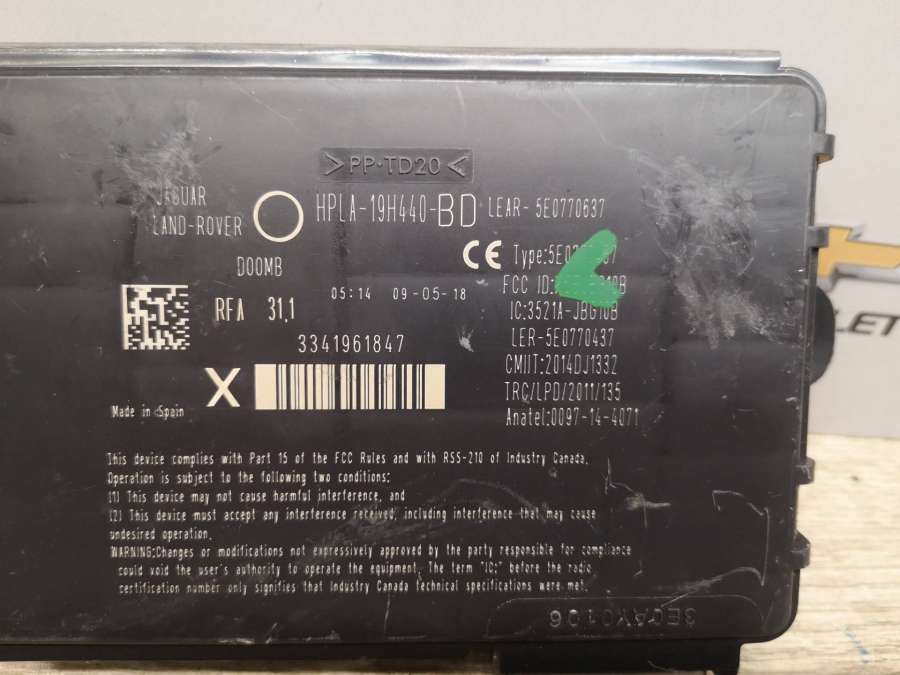 >PP-TD20<
JAGUAR
LAND-ROVER
HPLA-19H440-BD LEAR- 5E0770637
CE
FCC ID:
IC:3521A-JBG10B
LER-5E0770437
CMIIT:2014DJ1332
TRC/LPD/2011/135
Anatel:0097-14-4071
D00MB
RFA 31,1
05:14 09-05-18
3341961847
X
Made in Spain
This device complies with Part 15 of the FCC Rules and with RSS-210 of Industry Canada.
Operation is subject to the following two conditions:
(1) This device may not cause harmful interference, and
(2) This device must accept any interference received, including interference that may cause
undesired operation.
WARNING:Changes or modifications not expressively approved by the party responsible for compliance
could void the user's authority to operate the equipment. The term "IC:" before the radio
certification number only signifies that Industry Canada technical specifications were met.